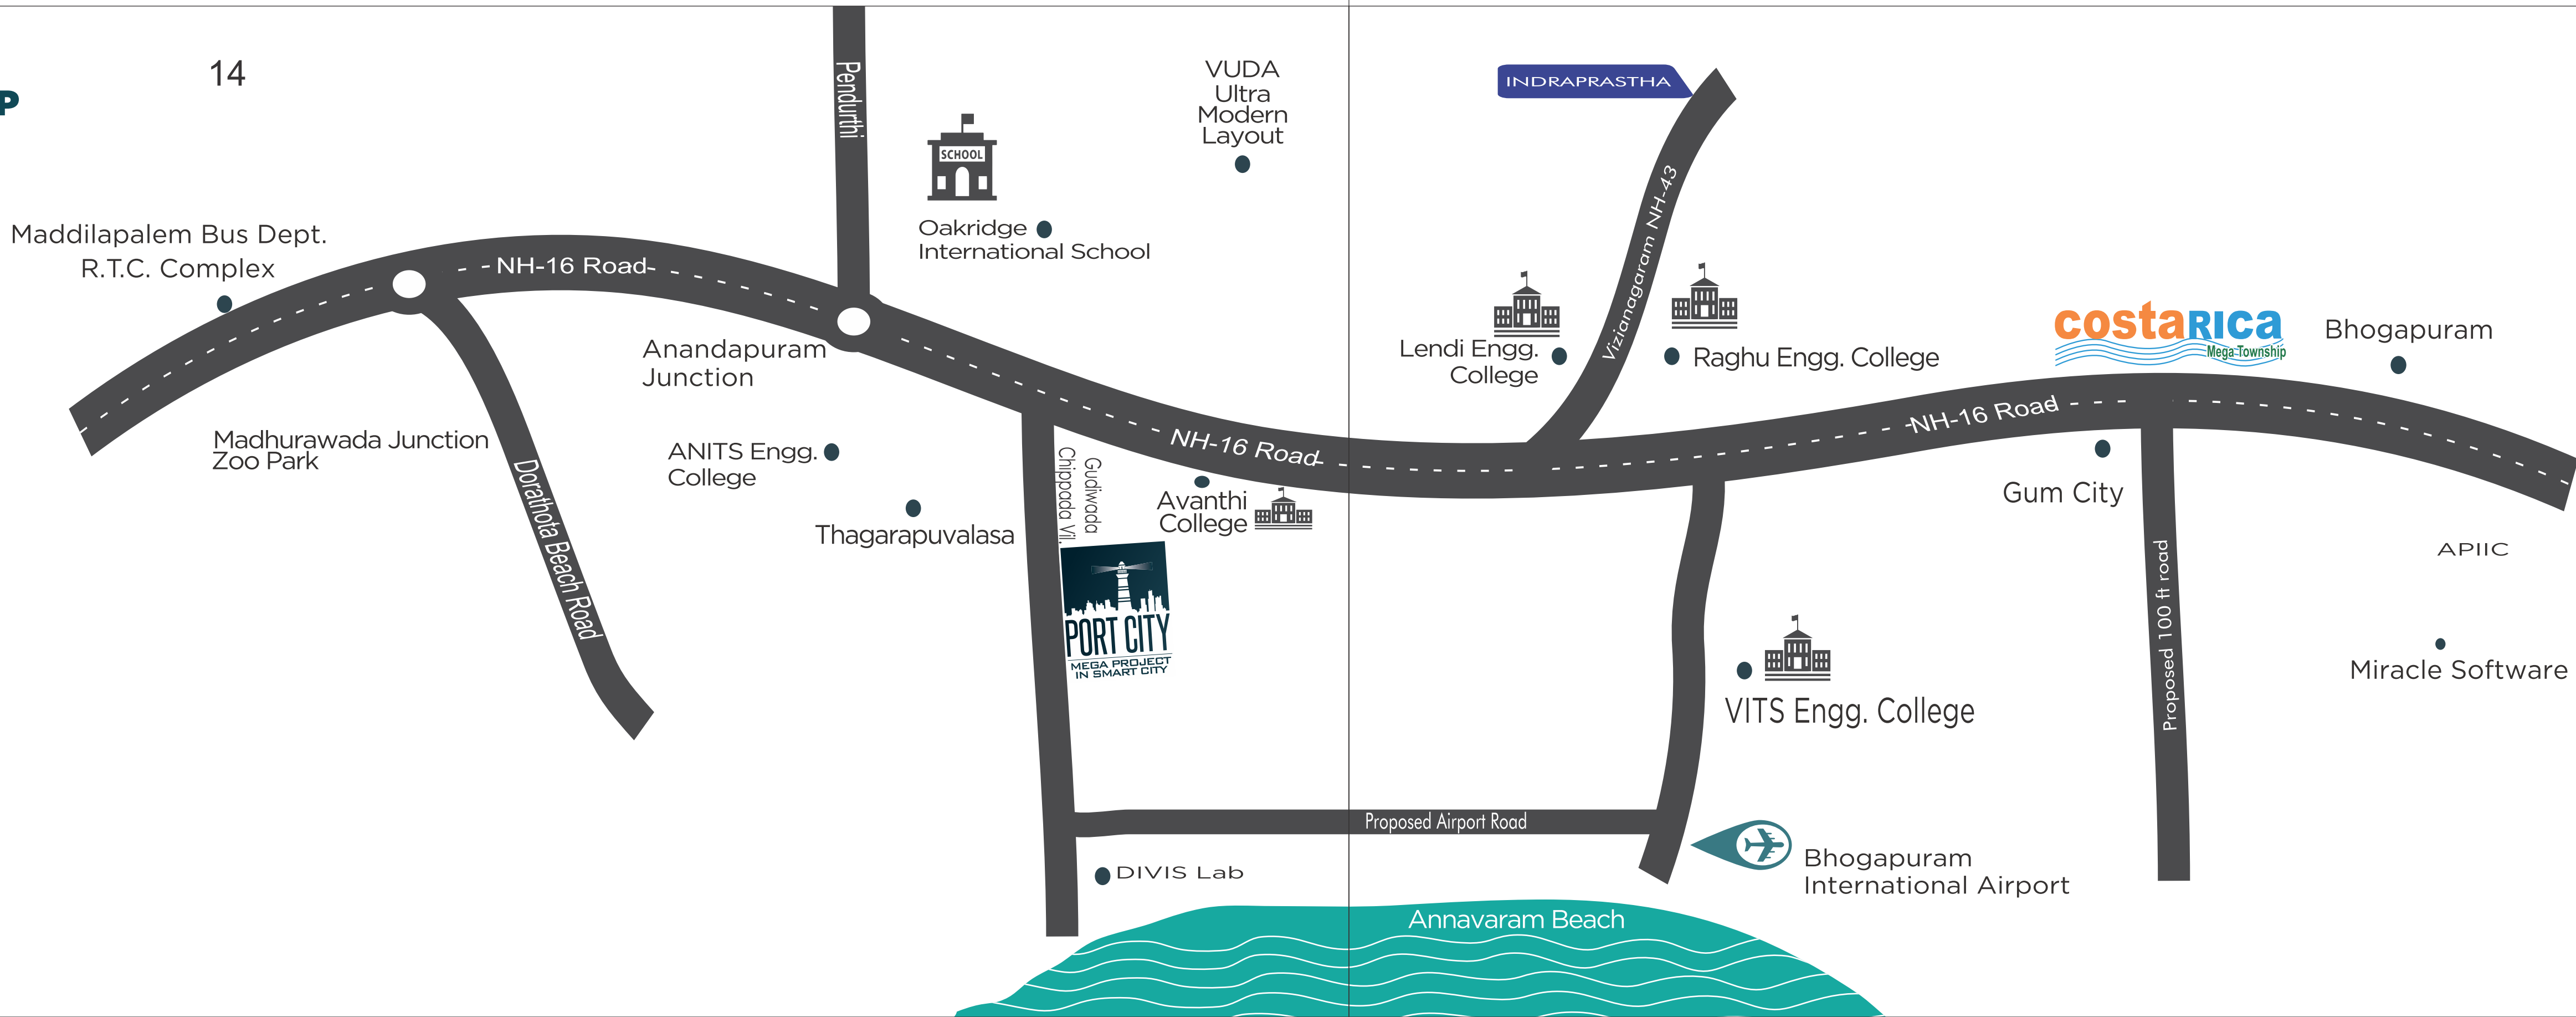 P
14
Pendurthi
SCHOOL
Oakridge
International School
VUDA
Ultra
Modern
Layout
INDRAPRASTHA
Vizianagaram NH-43
Maddilapalem Bus Dept.
R.T.C. Complex
NH-16 Road
Anandapuram
Junction
Madhurawada Junction
Zoo Park
Dorathota Beach Road
ANITS Engg.
College
Thagarapuvalasa
Gudiwada
Chippada Vil.
NH-16 Road
Avanthi
College
PORT CITY
MEGA PROJECT
IN SMART CITY
Lendi Engg.
College
Raghu Engg. College
NH-16 Road
costaRICa
Mega Township
Bhogapuram
Gum City
Proposed 100 ft road
APIIC
Miracle Software
VITS Engg. College
Proposed Airport Road
DIVIS Lab
Bhogapuram
International Airport
Annavaram Beach